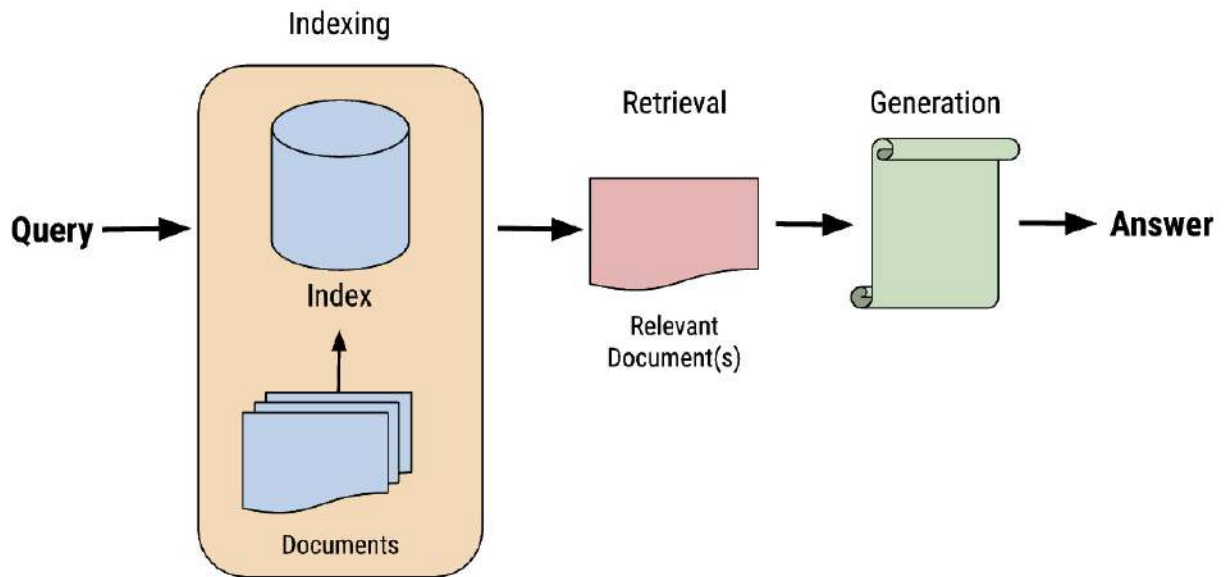 Indexing
Retrieval
Generation
Query
Index
Answer
Relevant
Document(s)
Documents